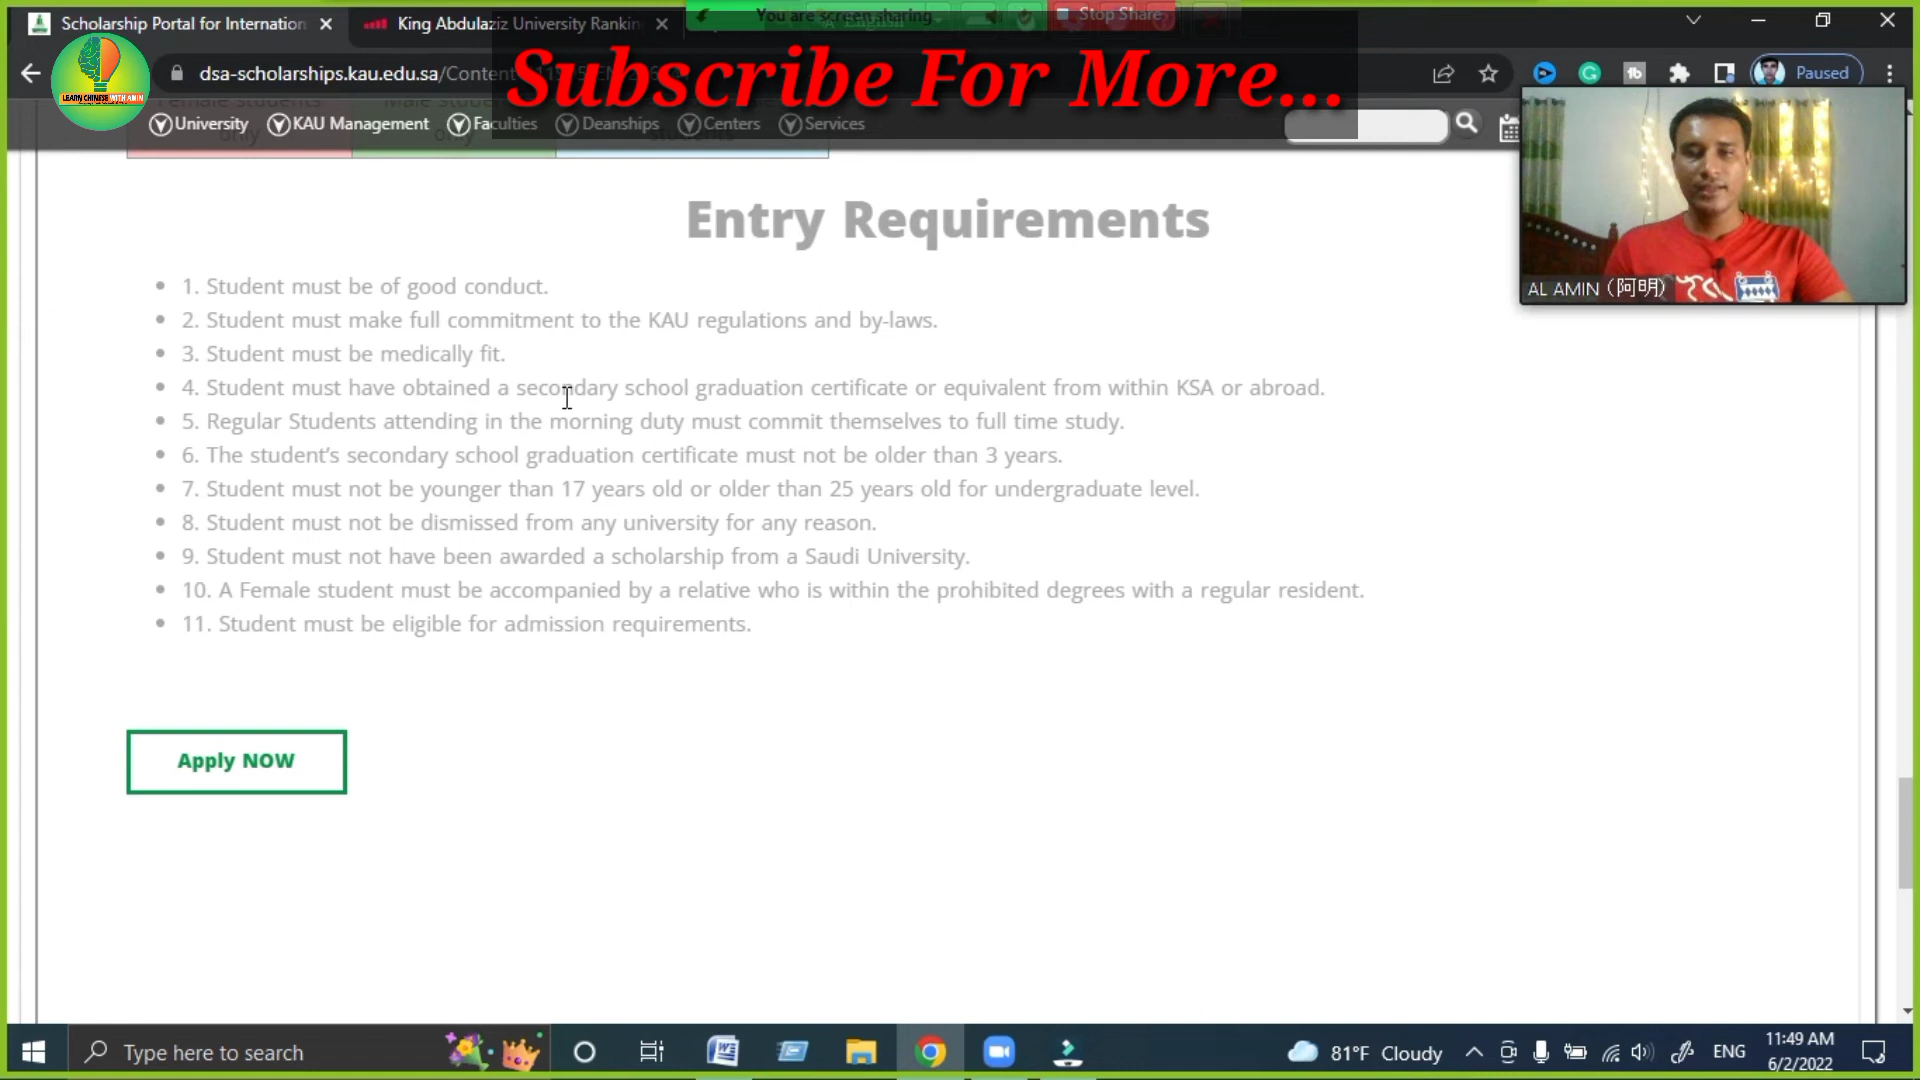 Scholarship Portal for Internation
King Abdulaziz University Rankin
You are screen sharing
Stop Share
Subscribe For More...
dsa-scholarships.kau.edu.sa/Content
Paused
LEARN CHINESE WITH AMIN
University
KAU Management
Faculties
Deanships
Centers
Services
Entry Requirements
AL AMIN (阿明)
• 1. Student must be of good conduct.
• 2. Student must make full commitment to the KAU regulations and by-laws.
• 3. Student must be medically fit.
• 4. Student must have obtained a secondary school graduation certificate or equivalent from within KSA or abroad.
• 5. Regular Students attending in the morning duty must commit themselves to full time study.
• 6. The student’s secondary school graduation certificate must not be older than 3 years.
• 7. Student must not be younger than 17 years old or older than 25 years old for undergraduate level.
• 8. Student must not be dismissed from any university for any reason.
• 9. Student must not have been awarded a scholarship from a Saudi University.
• 10. A Female student must be accompanied by a relative who is within the prohibited degrees with a regular resident.
• 11. Student must be eligible for admission requirements.
Apply NOW
Type here to search
81°F Cloudy
ENG
11:49 AM
6/2/2022